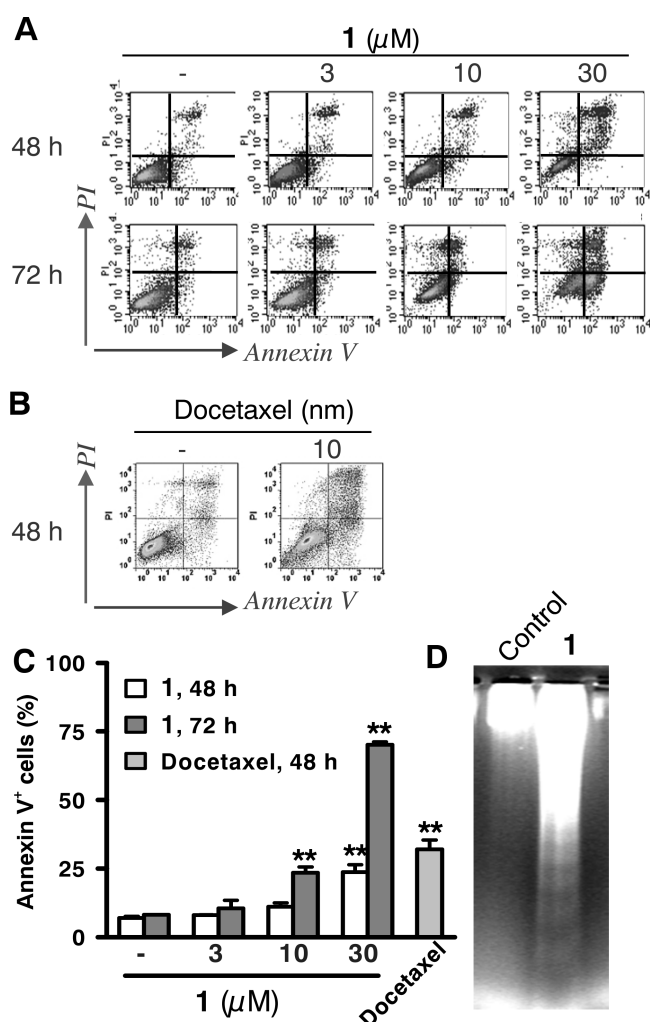 A
1 (μM)
- 3 10 30
48 h
72 h
PI
Annexin V
B
Docetaxel (nm)
- 10
48 h
PI
Annexin V
C
Annexin V⁺ cells (%)
100
75
50
25
0
1, 48 h
1, 72 h
Docetaxel, 48 h
** ** ** **
- 3 10 30
1 (μM)
Docetaxel
D
Control 1